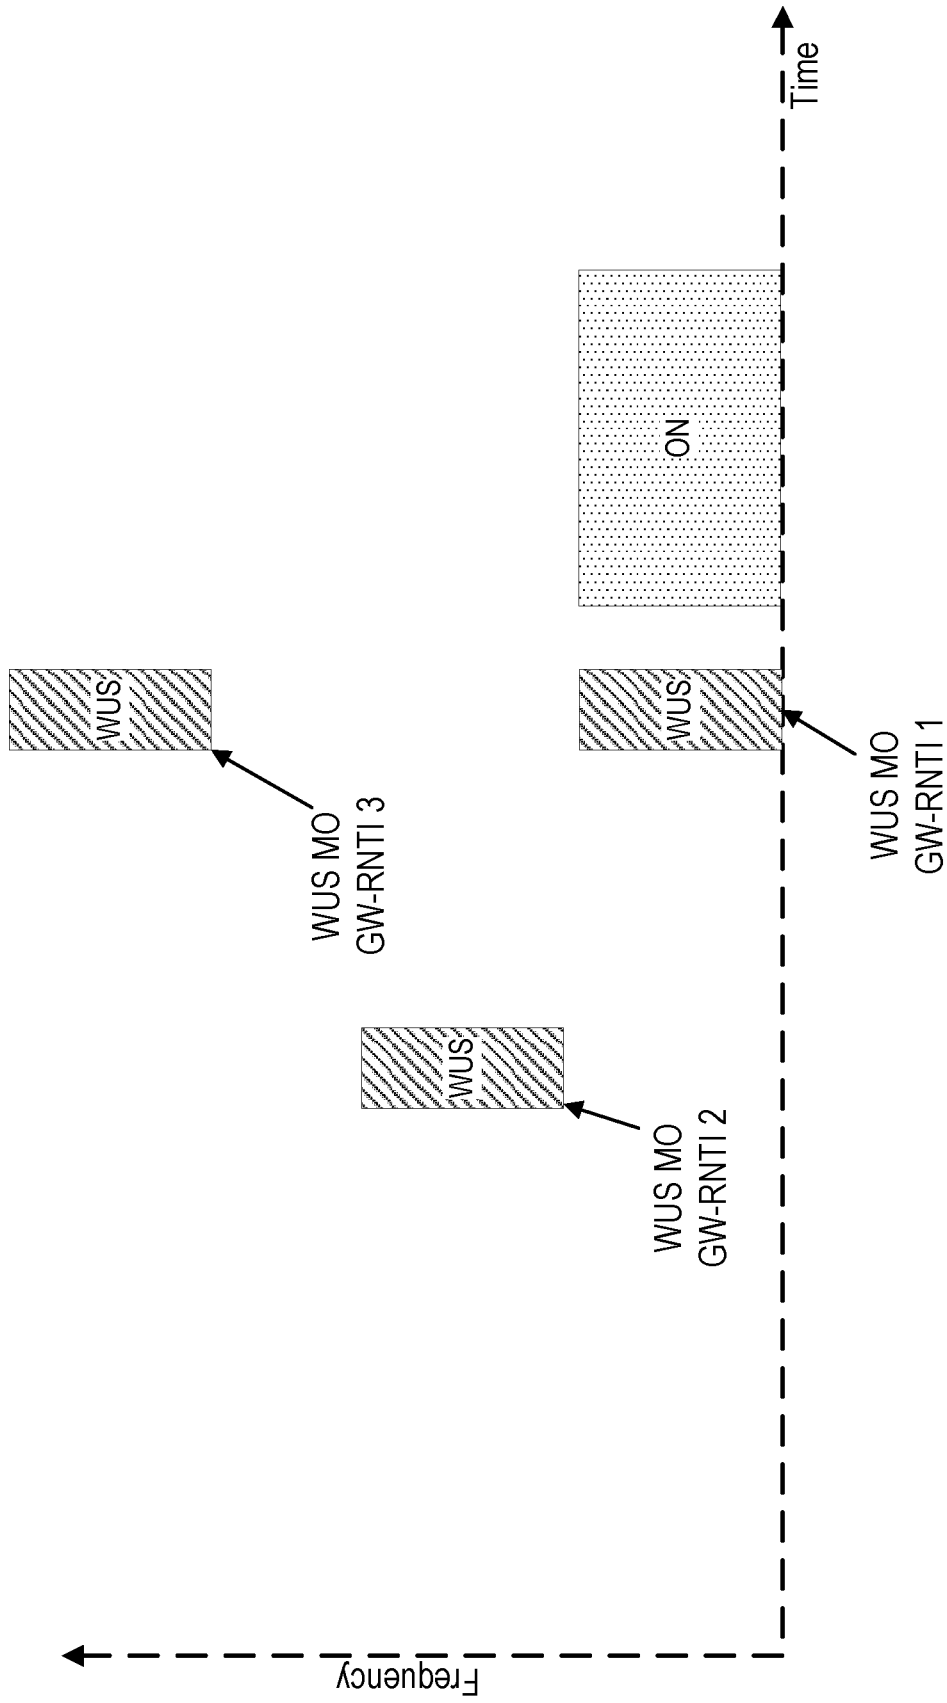 Frequency
WUS
WUS MO
GW-RNTI 3
WUS
WUS MO
GW-RNTI 2
WUS
ON
WUS MO
GW-RNTI 1
Time